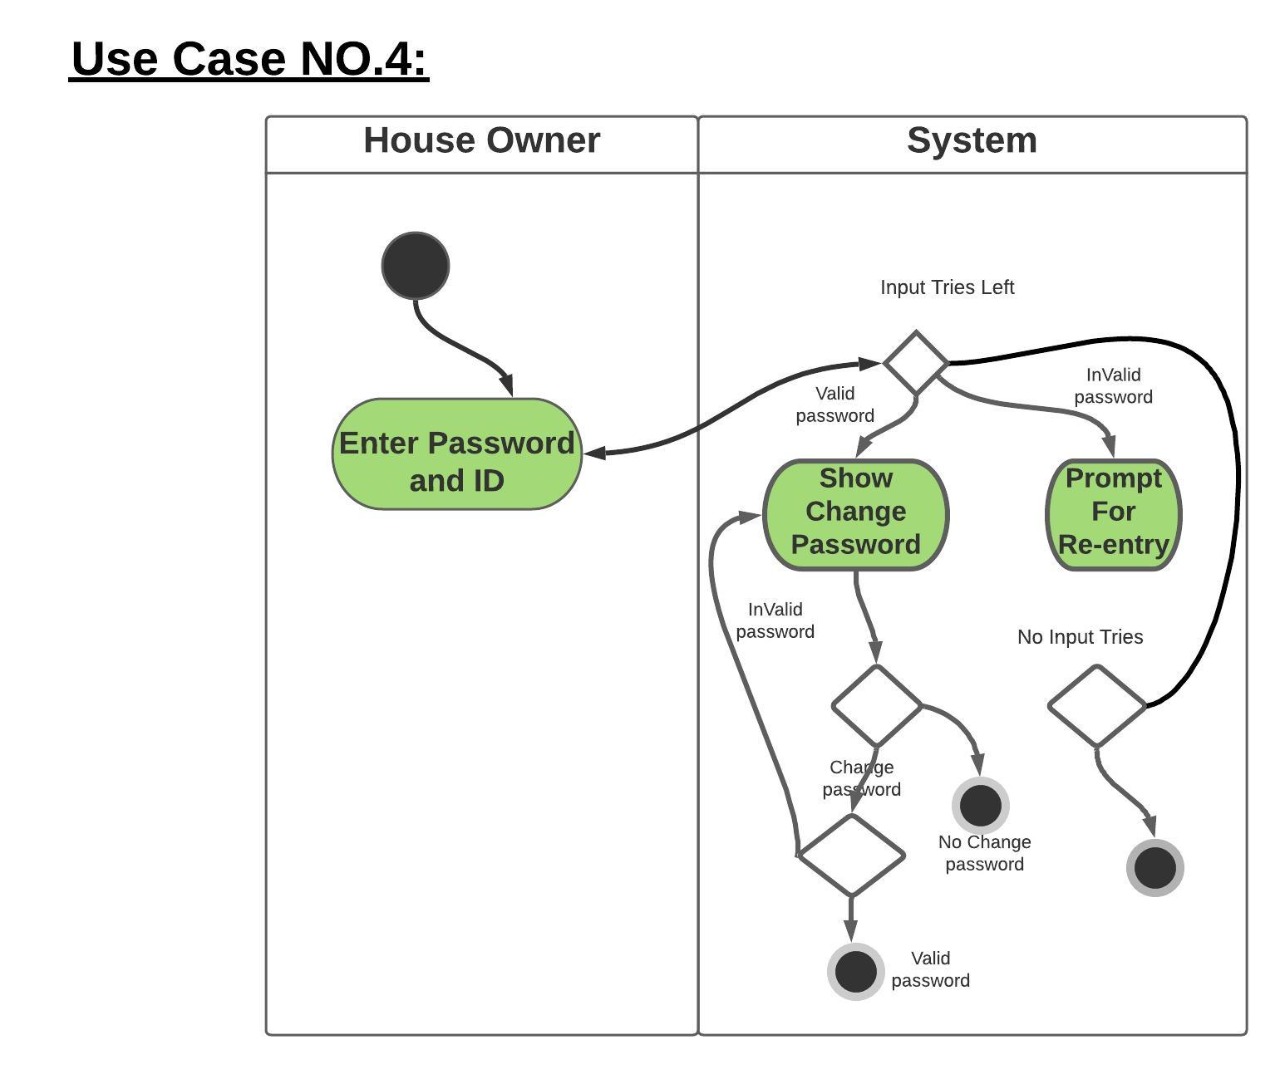 Use Case NO.4:
House Owner
System
Input Tries Left
Valid
password
InValid
password
Enter Password
and ID
Show
Change
Password
Prompt
For
Re-entry
InValid
password
No Input Tries
Change
password
No Change
password
Valid
password